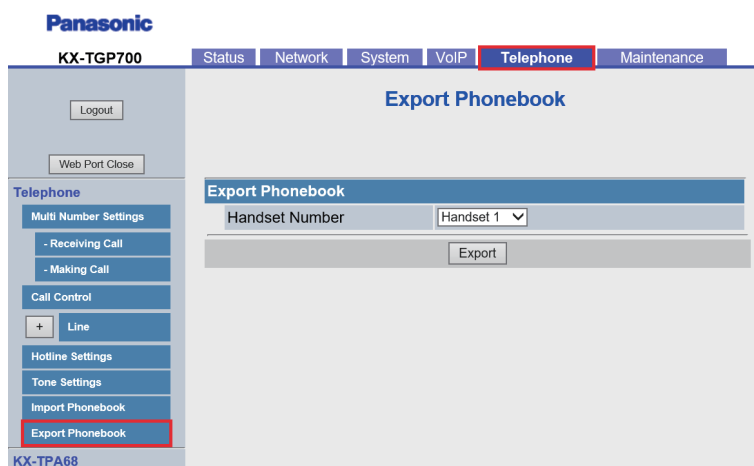 Panasonic
KX-TGP700
Status Network System VoIP Telephone Maintenance
Logout
Web Port Close
Telephone
Multi Number Settings
- Receiving Call
- Making Call
Call Control
+ Line
Hotline Settings
Tone Settings
Import Phonebook
Export Phonebook
KX-TPA68
Export Phonebook
Export Phonebook
Handset Number Handset 1
Export